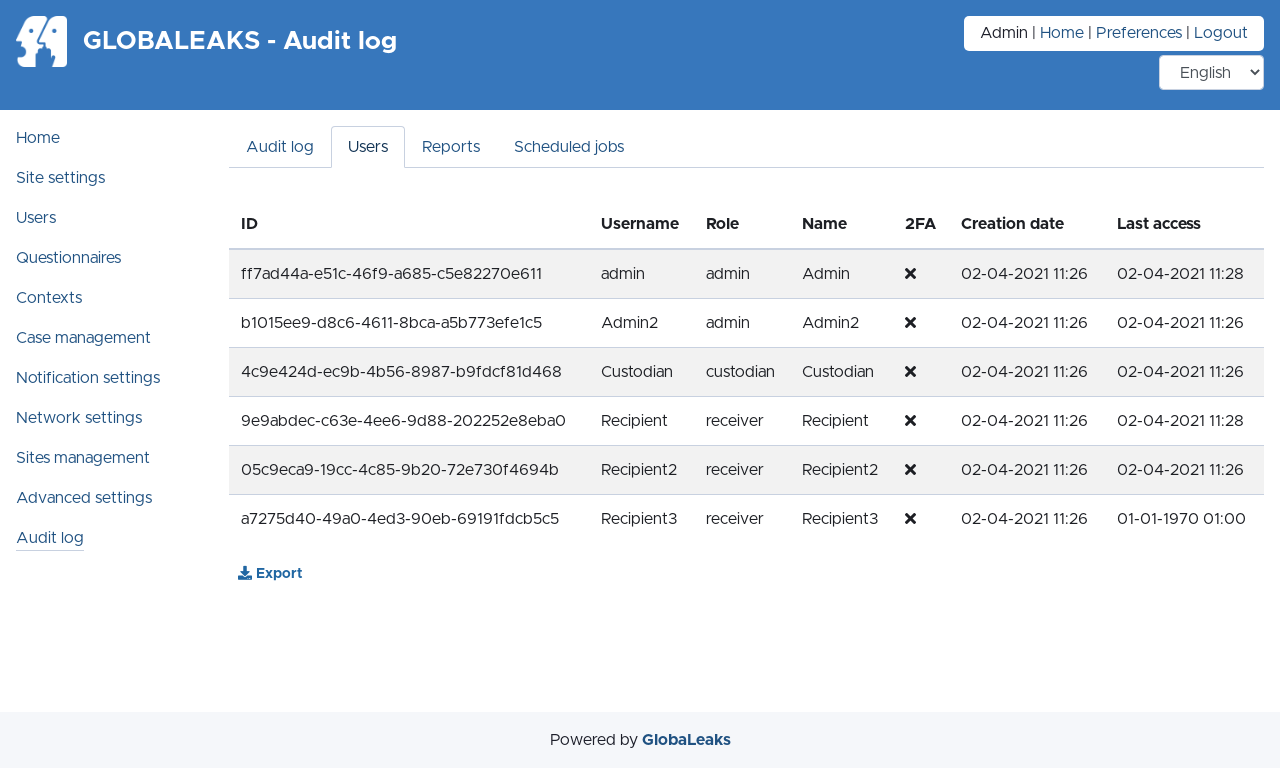 GLOBALEAKS - Audit log
Admin | Home | Preferences | Logout
English
Home
Site settings
Users
Questionnaires
Contexts
Case management
Notification settings
Network settings
Sites management
Advanced settings
Audit log
Audit log Users Reports Scheduled jobs
ID Username Role Name 2FA Creation date Last access
ff7ad44a-e51c-46f9-a685-c5e82270e611 admin admin Admin 02-04-2021 11:26 02-04-2021 11:28
b1015ee9-d8c6-4611-8bca-a5b773efe1c5 Admin2 admin Admin2 02-04-2021 11:26 02-04-2021 11:26
4c9e424d-ec9b-4b56-8987-b9fdcf81d468 Custodian custodian Custodian 02-04-2021 11:26 02-04-2021 11:26
9e9abdec-c63e-4ee6-9d88-202252e8eba0 Recipient receiver Recipient 02-04-2021 11:26 02-04-2021 11:28
05c9eca9-19cc-4c85-9b20-72e730f4694b Recipient2 receiver Recipient2 02-04-2021 11:26 02-04-2021 11:26
a7275d40-49a0-4ed3-90eb-69191fdcb5c5 Recipient3 receiver Recipient3 02-04-2021 11:26 01-01-1970 01:00
Export
Powered by GlobaLeaks